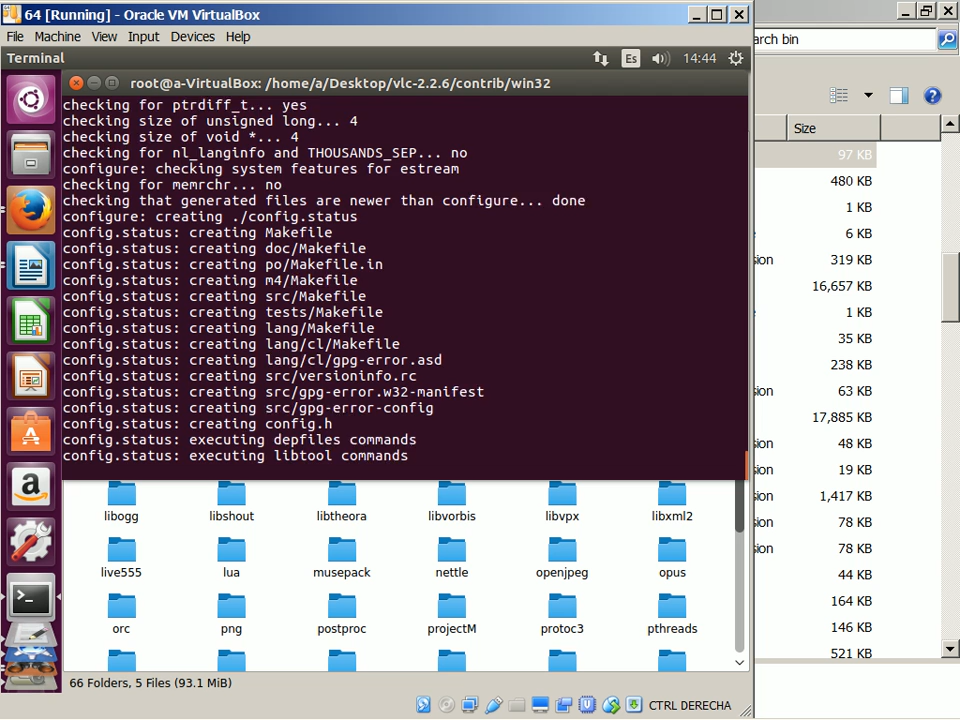 64 [Running] - Oracle VM VirtualBox
File Machine View Input Devices Help
Terminal
Es
14:44
root@a-VirtualBox: /home/a/Desktop/vlc-2.2.6/contrib/win32
checking for ptrdiff_t... yes
checking size of unsigned long... 4
checking size of void *... 4
checking for nl_langinfo and THOUSANDS_SEP... no
configure: checking system features for estream
checking for memrchr... no
checking that generated files are newer than configure... done
configure: creating ./config.status
config.status: creating Makefile
config.status: creating doc/Makefile
config.status: creating po/Makefile.in
config.status: creating m4/Makefile
config.status: creating src/Makefile
config.status: creating tests/Makefile
config.status: creating lang/Makefile
config.status: creating lang/cl/Makefile
config.status: creating lang/cl/gpg-error.asd
config.status: creating src/versioninfo.rc
config.status: creating src/gpg-error.w32-manifest
config.status: creating src/gpg-error-config
config.status: creating config.h
config.status: executing depfiles commands
config.status: executing libtool commands
libogg libshout libtheora libvorbis libvpx libxml2
live555 lua musepack nettle openjpeg opus
orc png postproc projectM protoc3 pthreads
66 Folders, 5 Files (93.1 MiB)
CTRL DERECHA
arch bin
Size
97 KB
480 KB
1 KB
6 KB
sion 319 KB
16,657 KB
1 KB
35 KB
238 KB
sion 63 KB
17,885 KB
sion 48 KB
sion 19 KB
sion 1,417 KB
sion 78 KB
sion 78 KB
44 KB
164 KB
146 KB
521 KB